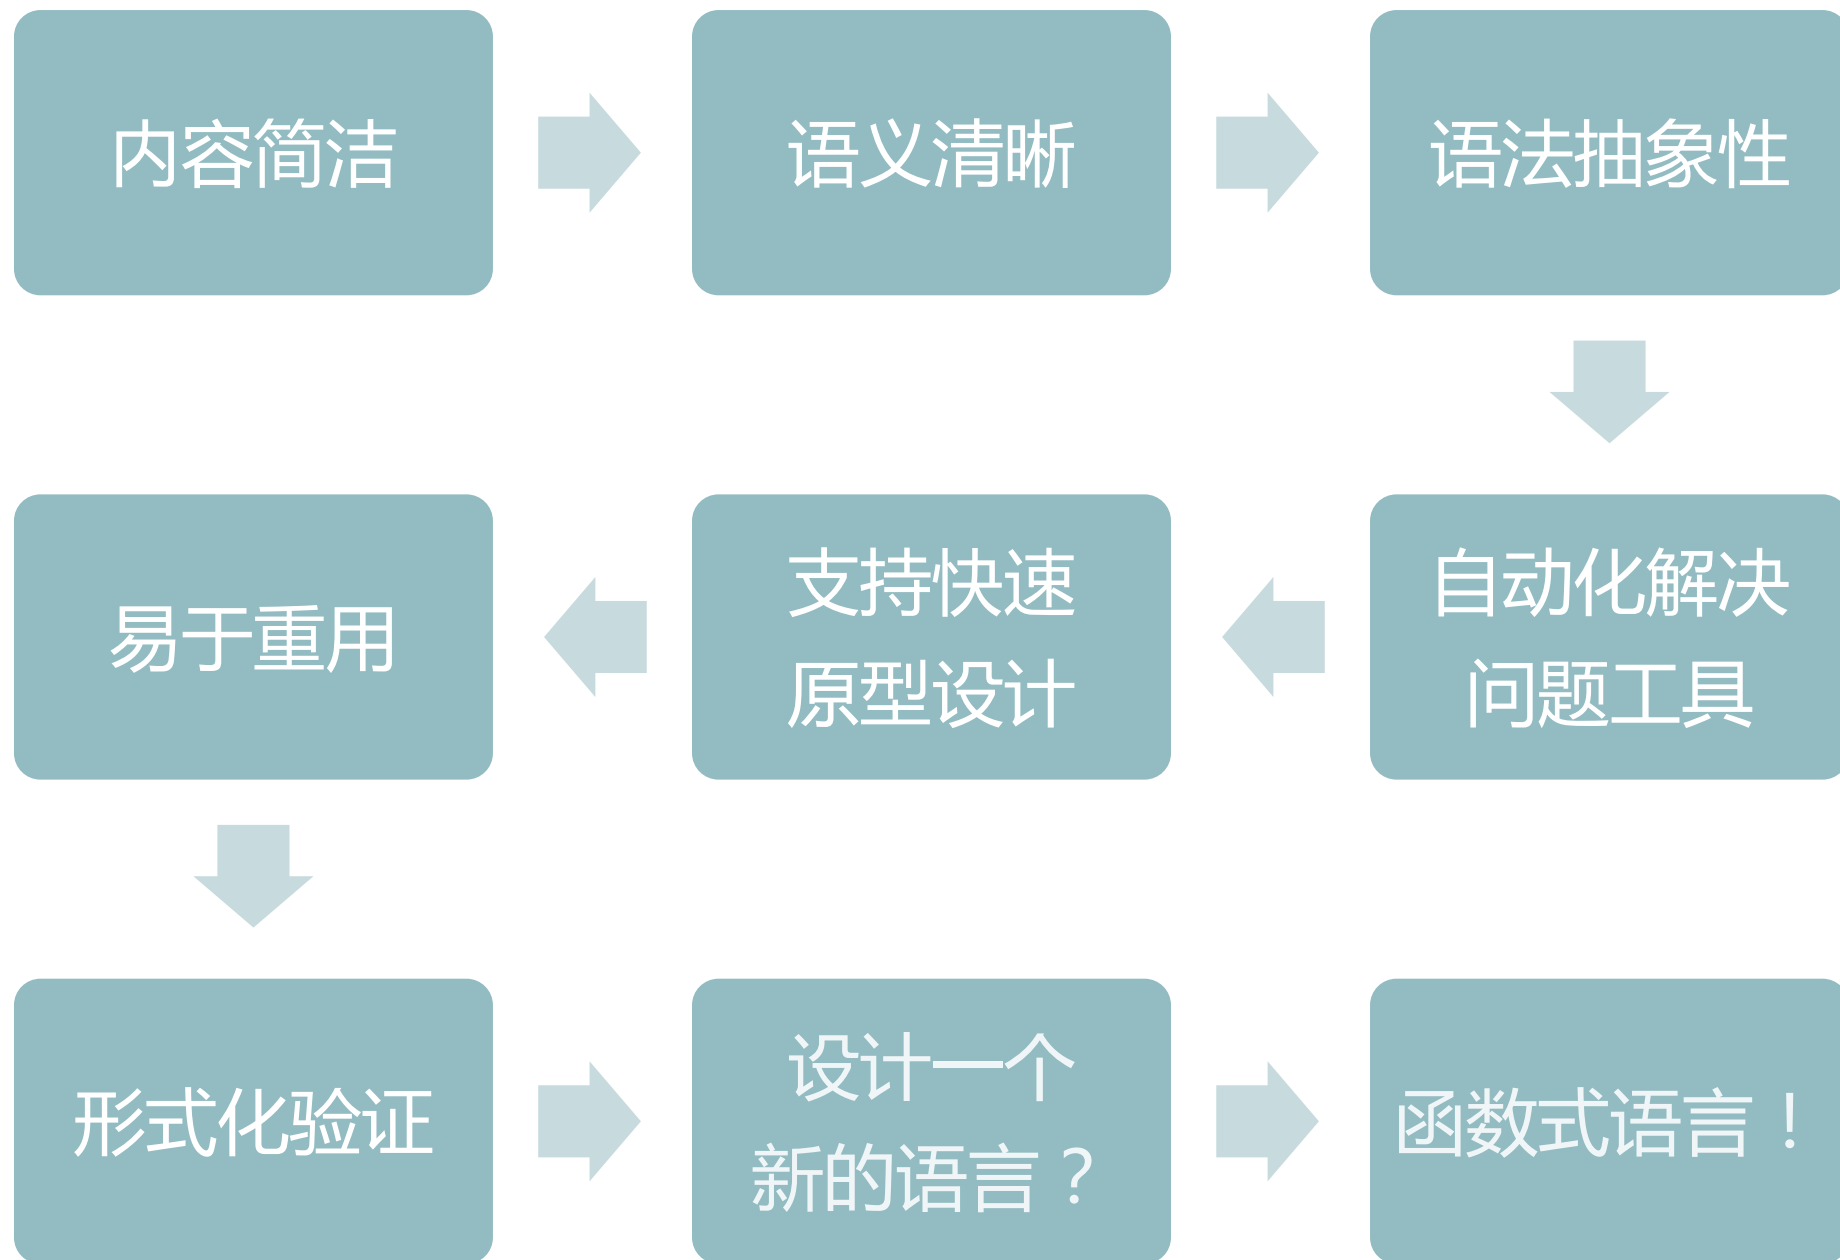 内容简洁
语义清晰
语法抽象性
自动化解决
问题工具
支持快速
原型设计
易于重用
形式化验证
设计一个
新的语言？
函数式语言！